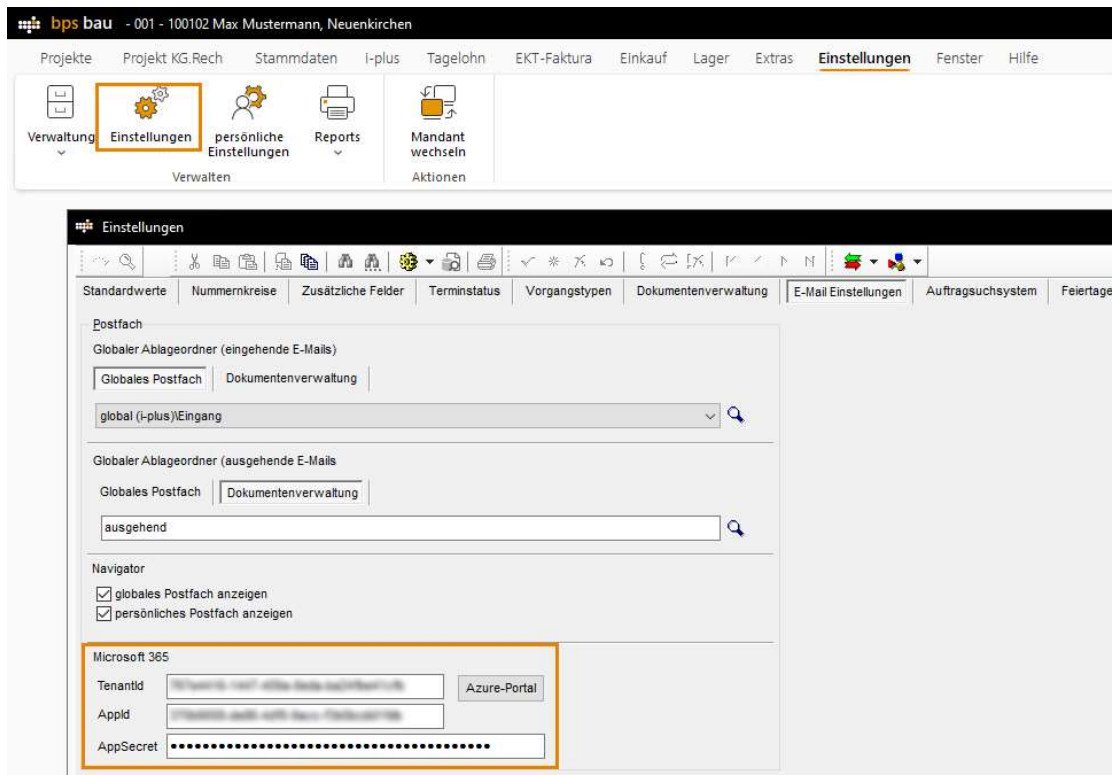 bps bau - 001 - 100102 Max Mustermann, Neuenkirchen
Projekte Projekt KG.Rech Stammdaten i-plus Tagelohn EKT-Faktura Einkauf Lager Extras Einstellungen Fenster Hilfe
Verwaltung Einstellungen persönliche Einstellungen Reports Mandant wechseln
Verwalten Aktionen
Einstellungen
Standardwerte Nummernkreise Zusätzliche Felder Terminstatus Vorgangstypen Dokumentenverwaltung E-Mail Einstellungen Auftragsuchsystem Feiertage
Postfach
Globaler Ablageordner (eingehende E-Mails)
Globales Postfach Dokumentenverwaltung
global (i-plus)\Eingang
Globaler Ablageordner (ausgehende E-Mails
Globales Postfach Dokumentenverwaltung
ausgehend
Navigator
globales Postfach anzeigen
persönliches Postfach anzeigen
Microsoft 365
TenantId Azure-Portal
AppId
AppSecret